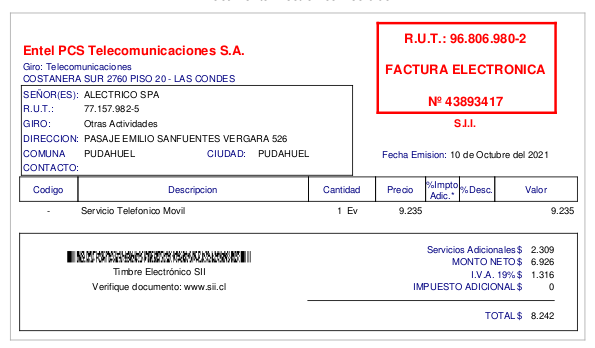 Entel PCS Telecomunicaciones S.A.
Giro: Telecomunicaciones
COSTANERA SUR 2760 PISO 20 - LAS CONDES
R.U.T.: 96.806.980-2
FACTURA ELECTRONICA
Nº 43893417
S.I.I.
SEÑOR(ES): ALECTRICO SPA
R.U.T.: 77.157.982-5
GIRO: Otras Actividades
DIRECCION: PASAJE EMILIO SANFUENTES VERGARA 526
COMUNA PUDAHUEL CIUDAD: PUDAHUEL
CONTACTO:
Fecha Emision: 10 de Octubre del 2021
Codigo Descripcion Cantidad Precio %Impto Adic.* %Desc. Valor
- Servicio Telefonico Movil 1 Ev 9.235 9.235
Timbre Electrónico SII
Verifique documento: www.sii.cl
Servicios Adicionales $ 2.309
MONTO NETO $ 6.926
I.V.A. 19% $ 1.316
IMPUESTO ADICIONAL $ 0
TOTAL $ 8.242